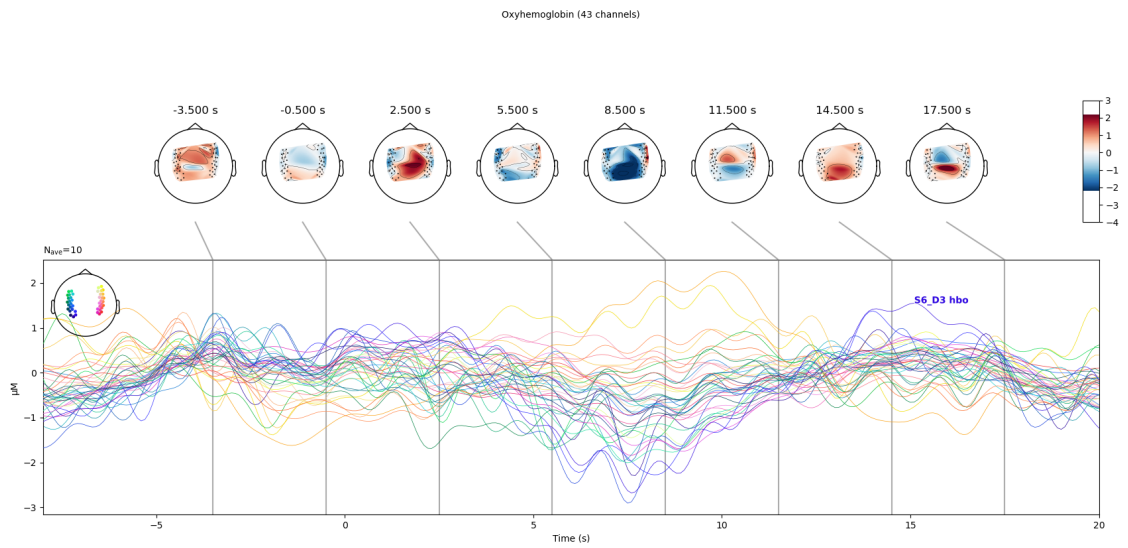 Oxyhemoglobin (43 channels)
-3.500 s -0.500 s 2.500 s 5.500 s 8.500 s 11.500 s 14.500 s 17.500 s
3
2
1
0
−1
−2
−3
−4
Nave=10
S6_D3 hbo
2
1
0
−1
−2
−3
µM
−5 0 5 10 15 20
Time (s)